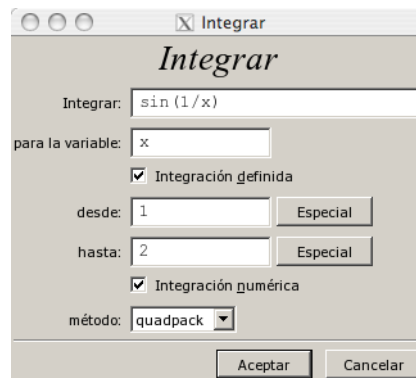 Integrar
Integrar
Integrar: sin(1/x)
para la variable: x
Integración definida
desde: 1 Especial
hasta: 2 Especial
Integración numérica
método: quadpack
Aceptar Cancelar